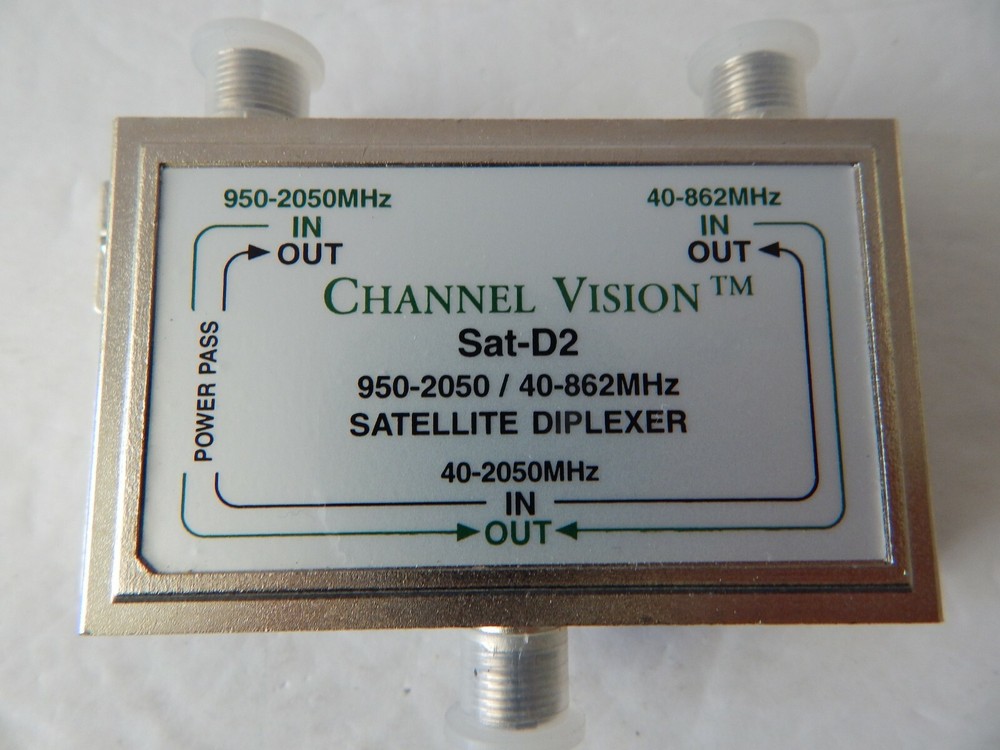 950-2050MHz
IN
OUT
40-862MHz
IN
OUT
CHANNEL VISION™
Sat-D2
950-2050 / 40-862MHz
SATELLITE DIPLEXER
POWER PASS
40-2050MHz
IN
OUT